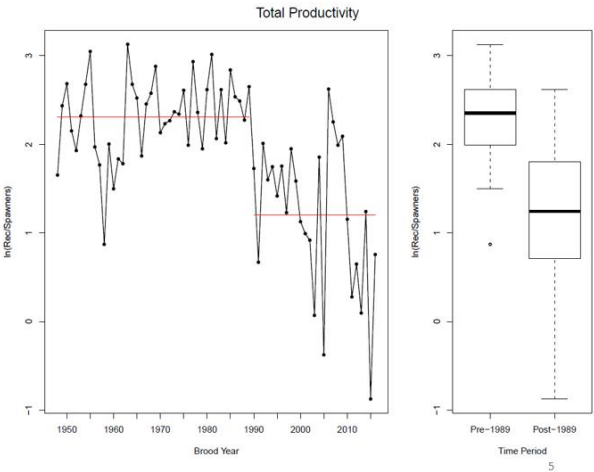 Total Productivity
ln(Rec/Spawners)
3
2
1
0
−1
1950 1960 1970 1980 1990 2000 2010
Brood Year
ln(Rec/Spawners)
3
2
1
0
−1
Pre−1989 Post−1989
Time Period
5